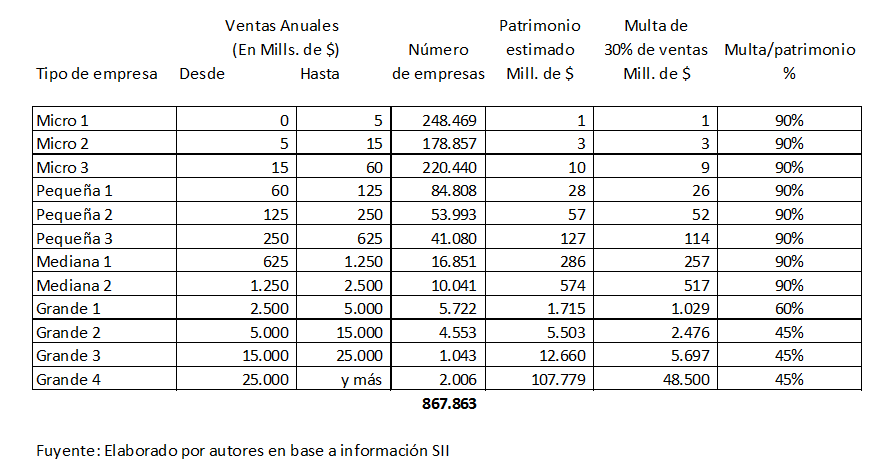 Ventas Anuales Patrimonio Multa de
(En Mills. de $) Número estimado 30% de ventas Multa/patrimonio
Tipo de empresa Desde Hasta de empresas Mill. de $ Mill. de $ %
Micro 1 0 5 248.469 1 1 90%
Micro 2 5 15 178.857 3 3 90%
Micro 3 15 60 220.440 10 9 90%
Pequeña 1 60 125 84.808 28 26 90%
Pequeña 2 125 250 53.993 57 52 90%
Pequeña 3 250 625 41.080 127 114 90%
Mediana 1 625 1.250 16.851 286 257 90%
Mediana 2 1.250 2.500 10.041 574 517 90%
Grande 1 2.500 5.000 5.722 1.715 1.029 60%
Grande 2 5.000 15.000 4.553 5.503 2.476 45%
Grande 3 15.000 25.000 1.043 12.660 5.697 45%
Grande 4 25.000 y más 2.006 107.779 48.500 45%
867.863
Fuyente: Elaborado por autores en base a información SII